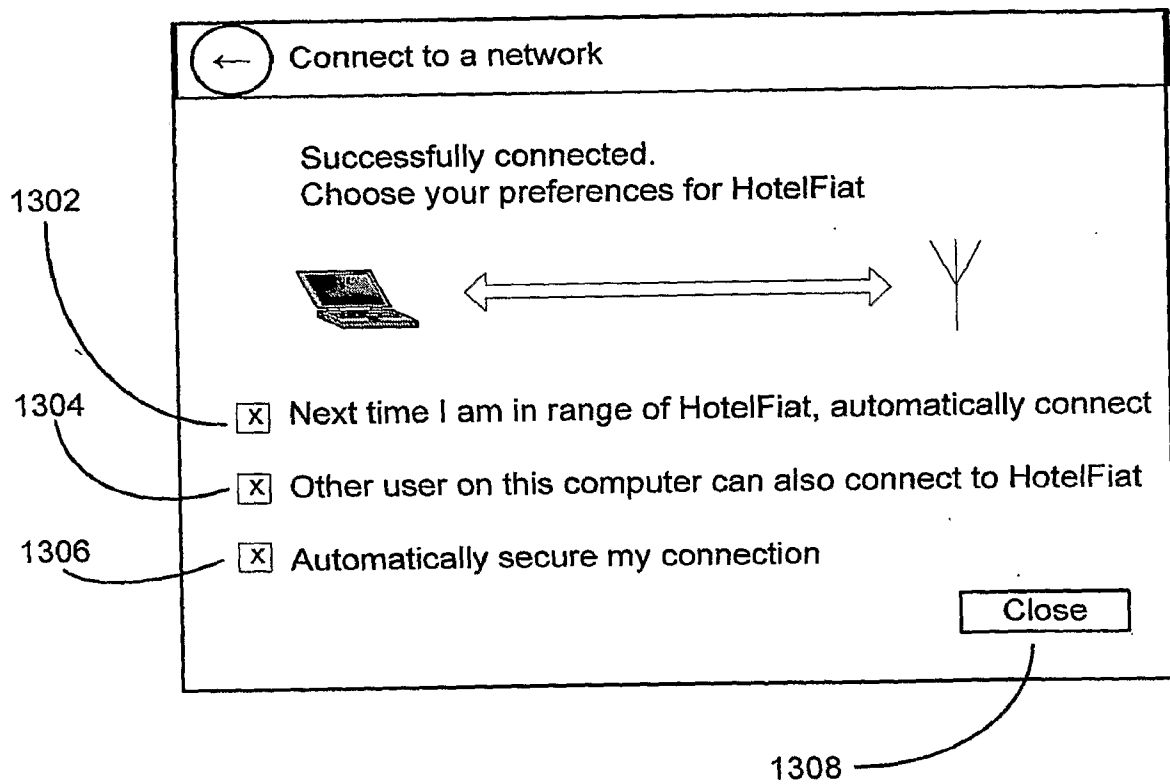 ← Connect to a network
Successfully connected.
Choose your preferences for HotelFiat
1302
1304
X Next time I am in range of HotelFiat, automatically connect
X Other user on this computer can also connect to HotelFiat
1306
X Automatically secure my connection
Close
1308